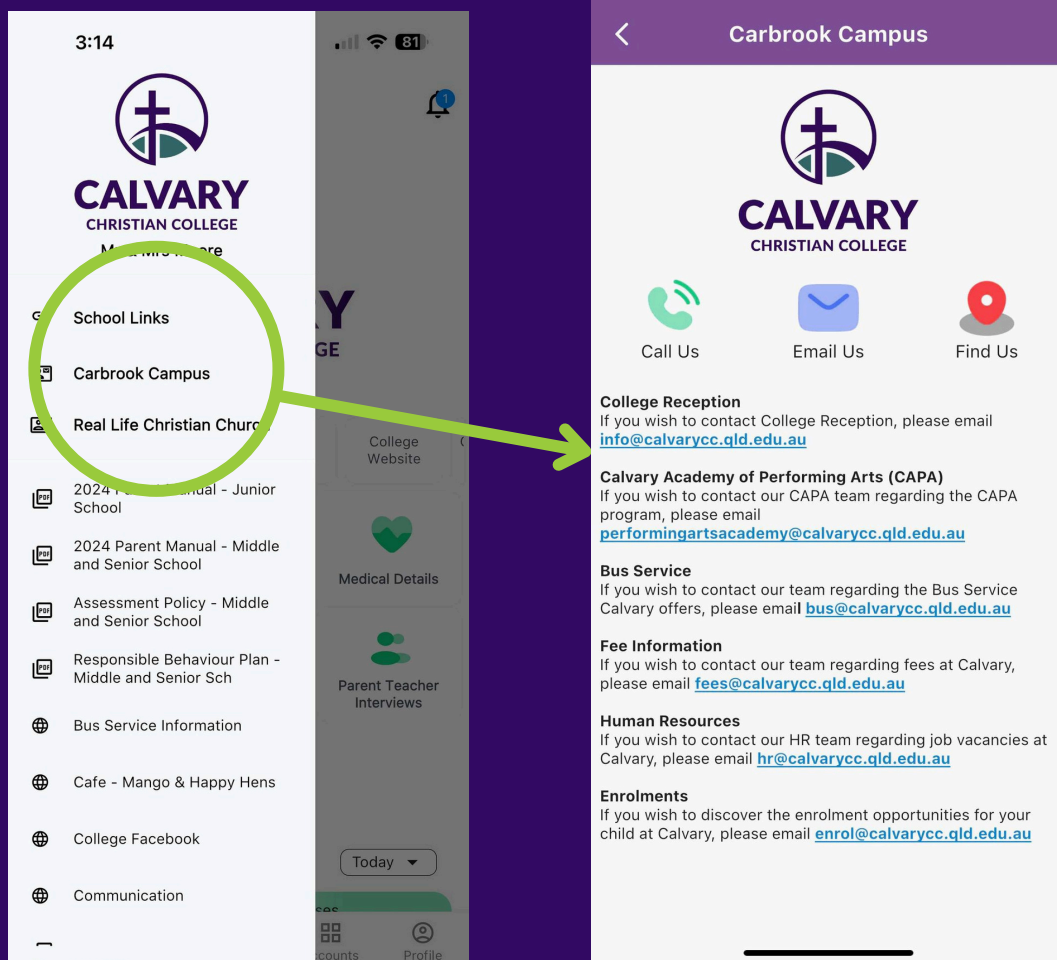 3:14
81
1
CALVARY
CHRISTIAN COLLEGE
School Links
Carbrook Campus
Real Life Christian Church
2024 Parent Manual - Junior
School
2024 Parent Manual - Middle
and Senior School
Assessment Policy - Middle
and Senior School
Responsible Behaviour Plan -
Middle and Senior Sch
Bus Service Information
Cafe - Mango & Happy Hens
College Facebook
Communication
PDF
PDF
PDF
PDF
Y
GE
College
Website
Medical Details
Parent Teacher
Interviews
Today
ses
counts
Profile
Carbrook Campus
CALVARY
CHRISTIAN COLLEGE
Call Us
Email Us
Find Us
College Reception
If you wish to contact College Reception, please email
info@calvarycc.qld.edu.au
Calvary Academy of Performing Arts (CAPA)
If you wish to contact our CAPA team regarding the CAPA
program, please email
performingartsacademy@calvarycc.qld.edu.au
Bus Service
If you wish to contact our team regarding the Bus Service
Calvary offers, please email bus@calvarycc.qld.edu.au
Fee Information
If you wish to contact our team regarding fees at Calvary,
please email fees@calvarycc.qld.edu.au
Human Resources
If you wish to contact our HR team regarding job vacancies at
Calvary, please email hr@calvarycc.qld.edu.au
Enrolments
If you wish to discover the enrolment opportunities for your
child at Calvary, please email enrol@calvarycc.qld.edu.au